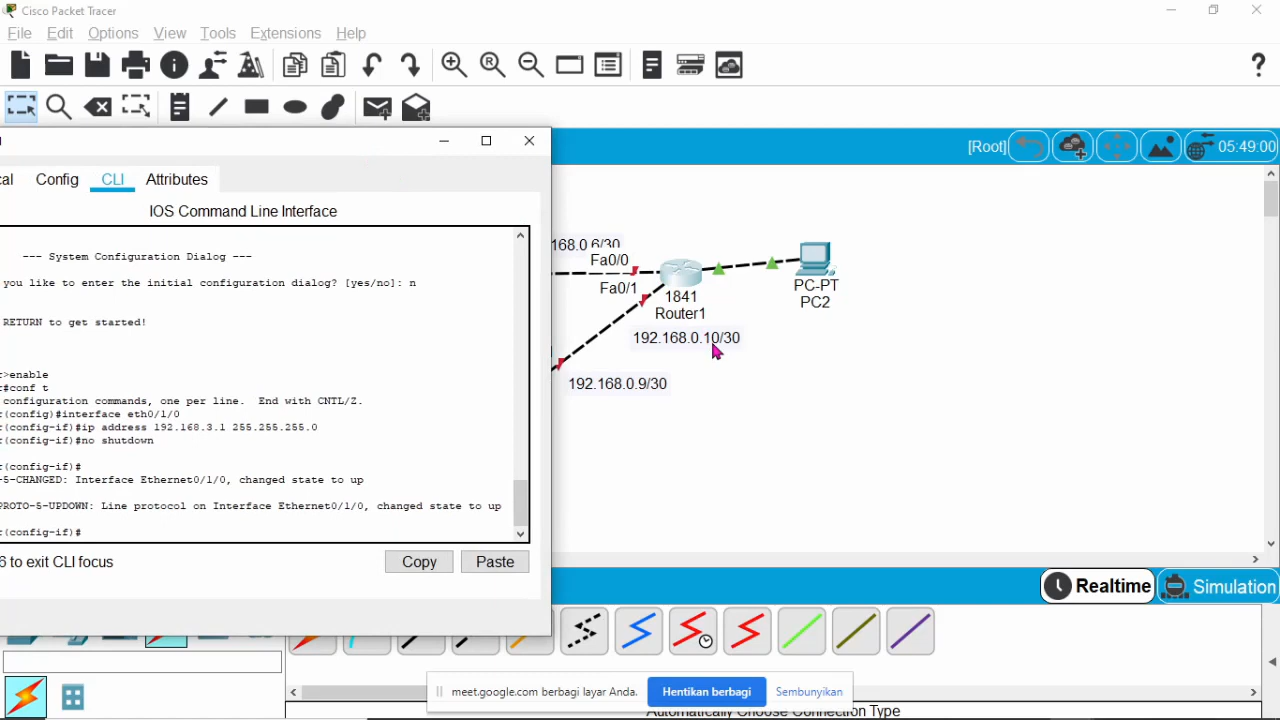 Cisco Packet Tracer
File Edit Options View Tools Extensions Help
[Root]
05:49:00
Config CLI Attributes
IOS Command Line Interface
--- System Configuration Dialog ---
you like to enter the initial configuration dialog? [yes/no]: n
RETURN to get started!
r>enable
r#conf t
configuration commands, one per line. End with CNTL/Z.
r(config)#interface eth0/1/0
r(config-if)#ip address 192.168.3.1 255.255.255.0
r(config-if)#no shutdown
r(config-if)#
-5-CHANGED: Interface Ethernet0/1/0, changed state to up
PROTO-5-UPDOWN: Line protocol on Interface Ethernet0/1/0, changed state to up
r(config-if)#
6 to exit CLI focus
Copy
Paste
168.0.6/30
Fa0/0
Fa0/1
1841
Router1
192.168.0.10/30
192.168.0.9/30
PC-PT
PC2
Realtime
Simulation
meet.google.com berbagi layar Anda.
Hentikan berbagi
Sembunyikan
Automatically Choose Connection Type